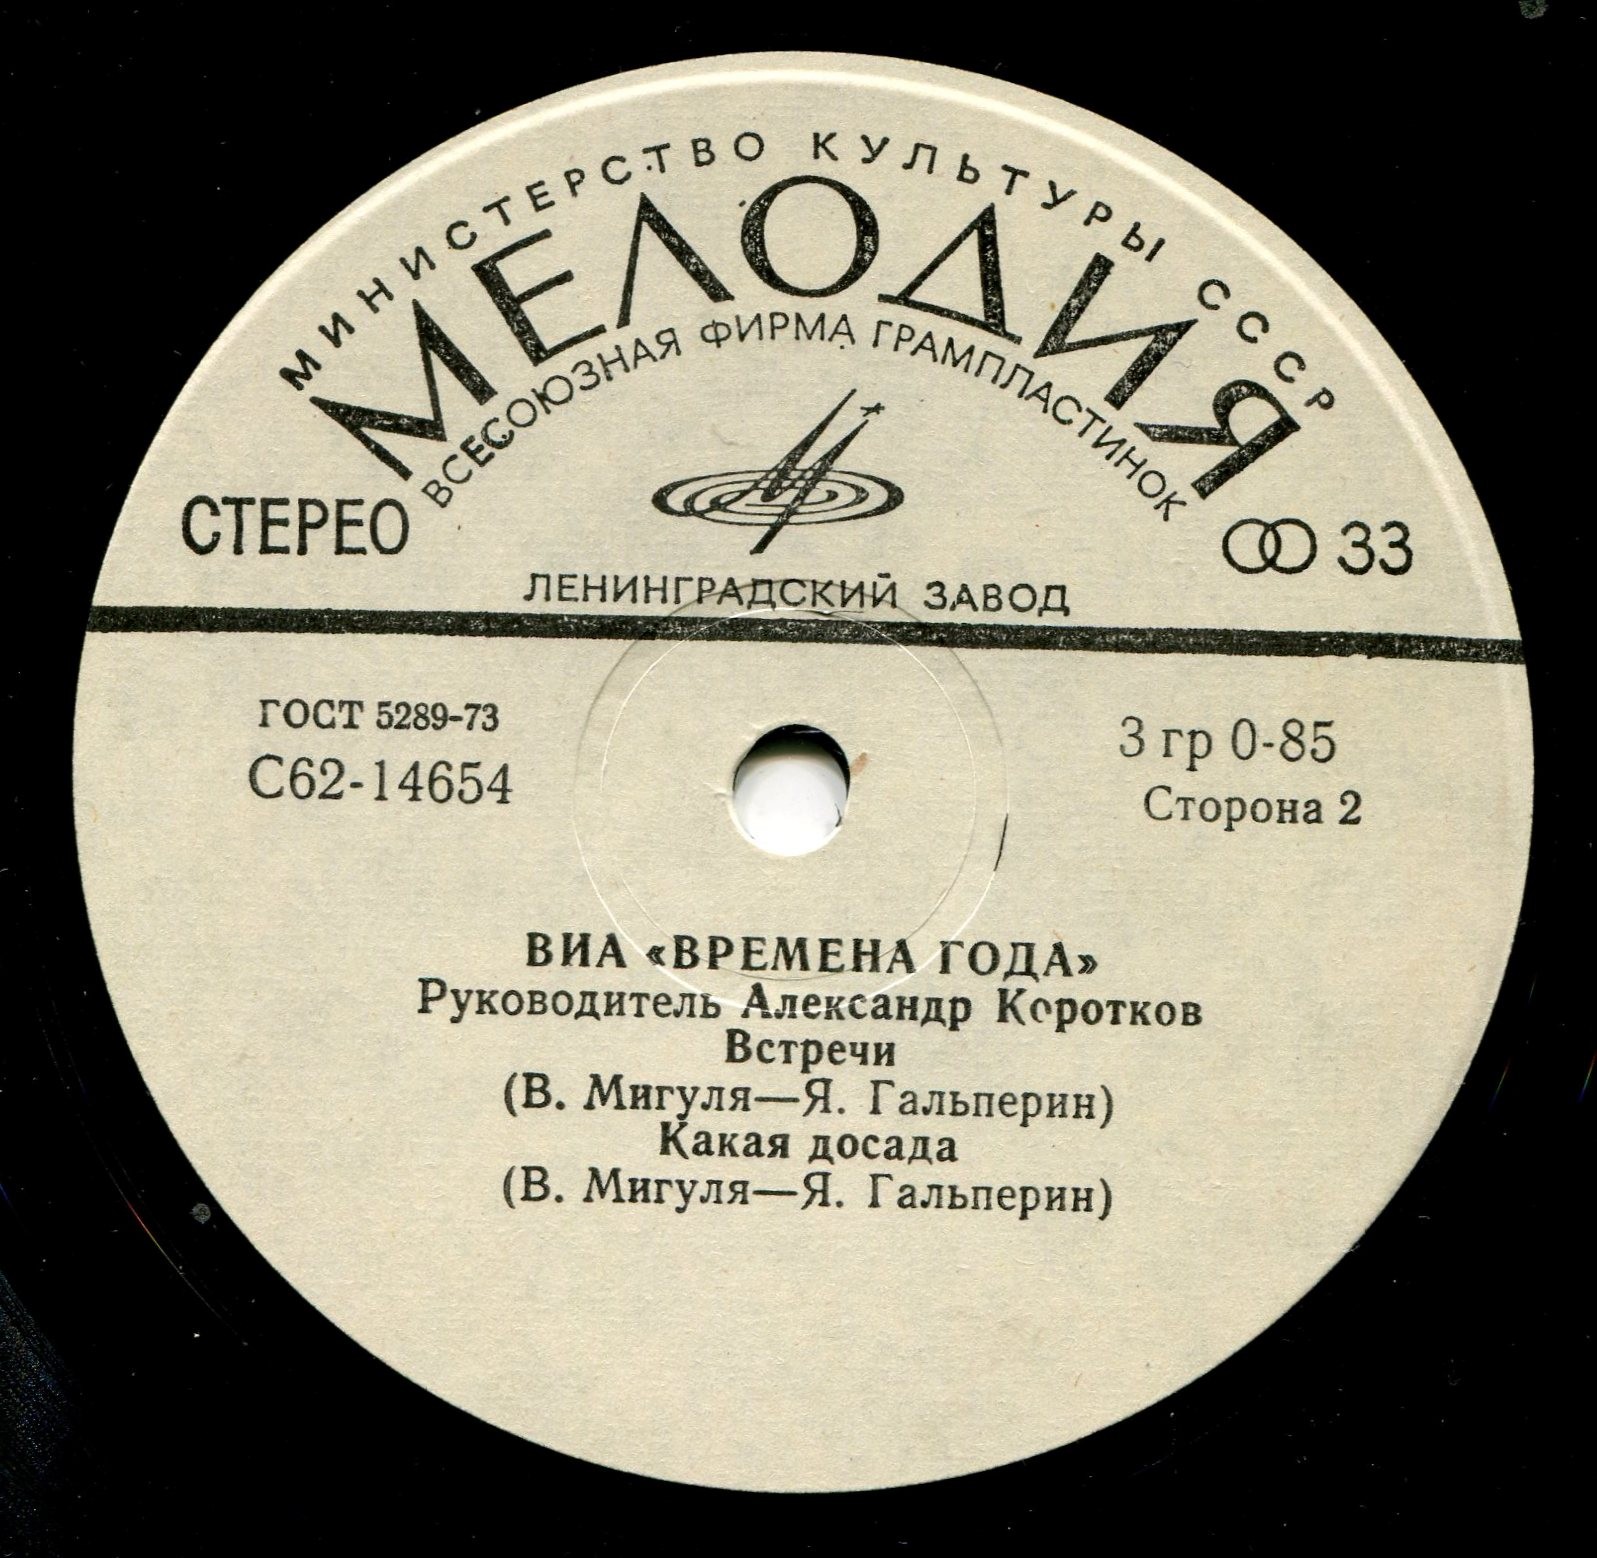 МИНИСТЕРСТВО КУЛЬТУРЫ СССР
МЕЛОДИЯ
ВСЕСОЮЗНАЯ ФИРМА ГРАМПЛАСТИНОК
СТЕРЕО
33
ЛЕНИНГРАДСКИЙ ЗАВОД
ГОСТ 5289-73
С62-14654
3 гр 0-85
Сторона 2
ВИА «ВРЕМЕНА ГОДА»
Руководитель Александр Коротков
Встречи
(В. Мигуля—Я. Гальперин)
Какая досада
(В. Мигуля—Я. Гальперин)